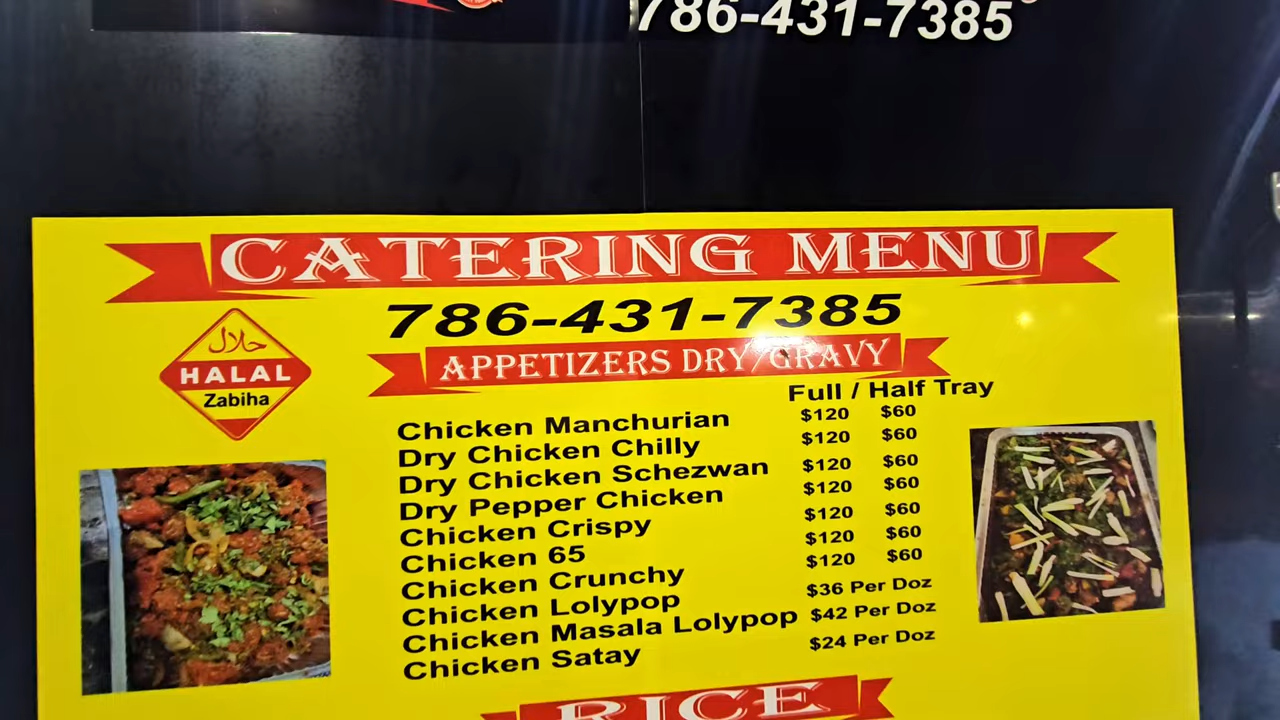 786-431-7385
CATERING MENU
786-431-7385
حلال
HALAL
Zabiha
APPETIZERS DRY/GRAVY
Full / Half Tray
Chicken Manchurian $120 $60
Dry Chicken Chilly $120 $60
Dry Chicken Schezwan $120 $60
Dry Pepper Chicken $120 $60
Chicken Crispy $120 $60
Chicken 65 $120 $60
Chicken Crunchy $120 $60
Chicken Lolypop $36 Per Doz
Chicken Masala Lolypop $42 Per Doz
Chicken Satay $24 Per Doz
RICE